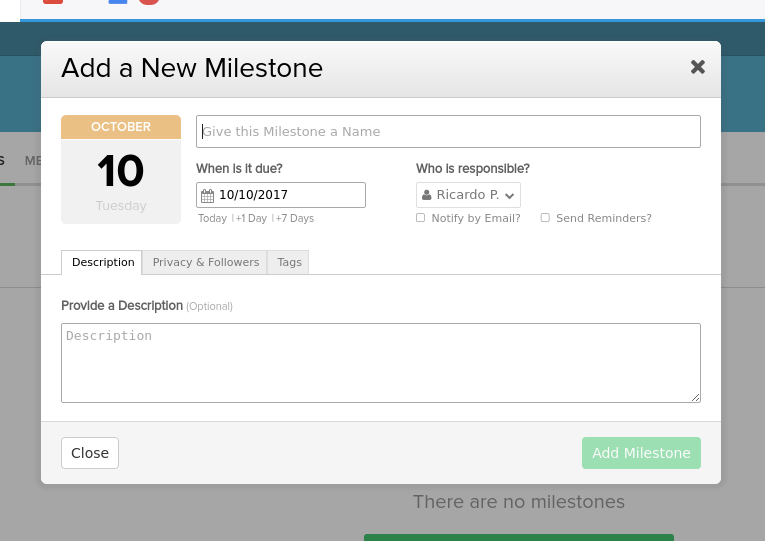 Add a New Milestone
OCTOBER
10
Tuesday
Give this Milestone a Name
When is it due?
Who is responsible?
10/10/2017
Ricardo P.
Today | +1 Day | +7 Days
Notify by Email?
Send Reminders?
Description
Privacy & Followers
Tags
Provide a Description (Optional)
Description
Close
Add Milestone
There are no milestones